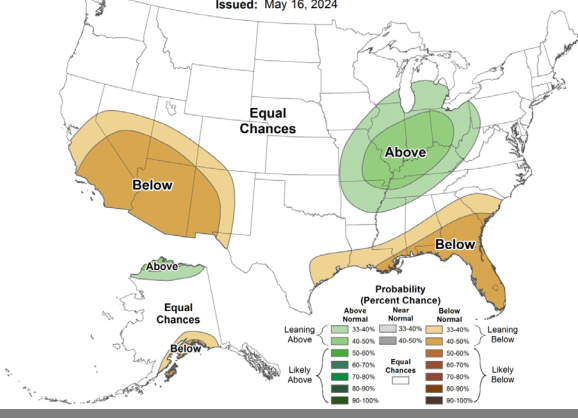 Issued: May 16, 2024
Equal
Chances
Above
Below
Below
Above
Equal
Chances
Below
Probability
(Percent Chance)
Above
Normal
Near
Normal
Below
Normal
Leaning
Above
33-40%
33-40%
33-40%
Leaning
Below
40-50%
40-50%
40-50%
Likely
Above
50-60%
Equal
Chances
50-60%
Likely
Below
60-70%
60-70%
70-80%
70-80%
80-90%
80-90%
90-100%
90-100%